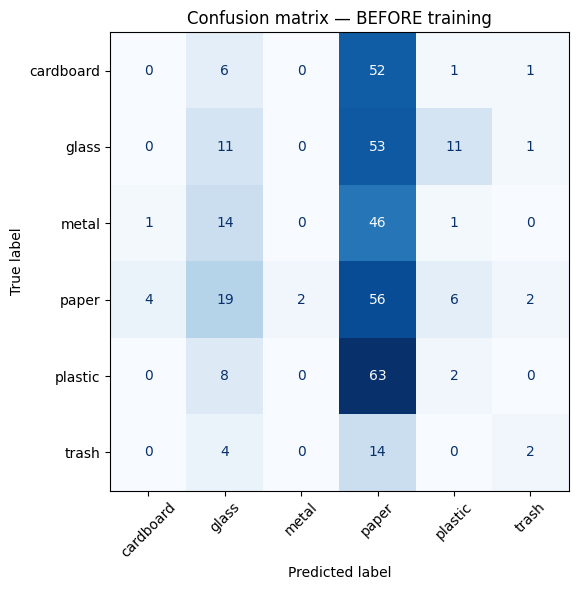 Confusion matrix — BEFORE training
True label
cardboard 0 6 0 52 1 1
glass 0 11 0 53 11 1
metal 1 14 0 46 1 0
paper 4 19 2 56 6 2
plastic 0 8 0 63 2 0
trash 0 4 0 14 0 2
cardboard glass metal paper plastic trash
Predicted label